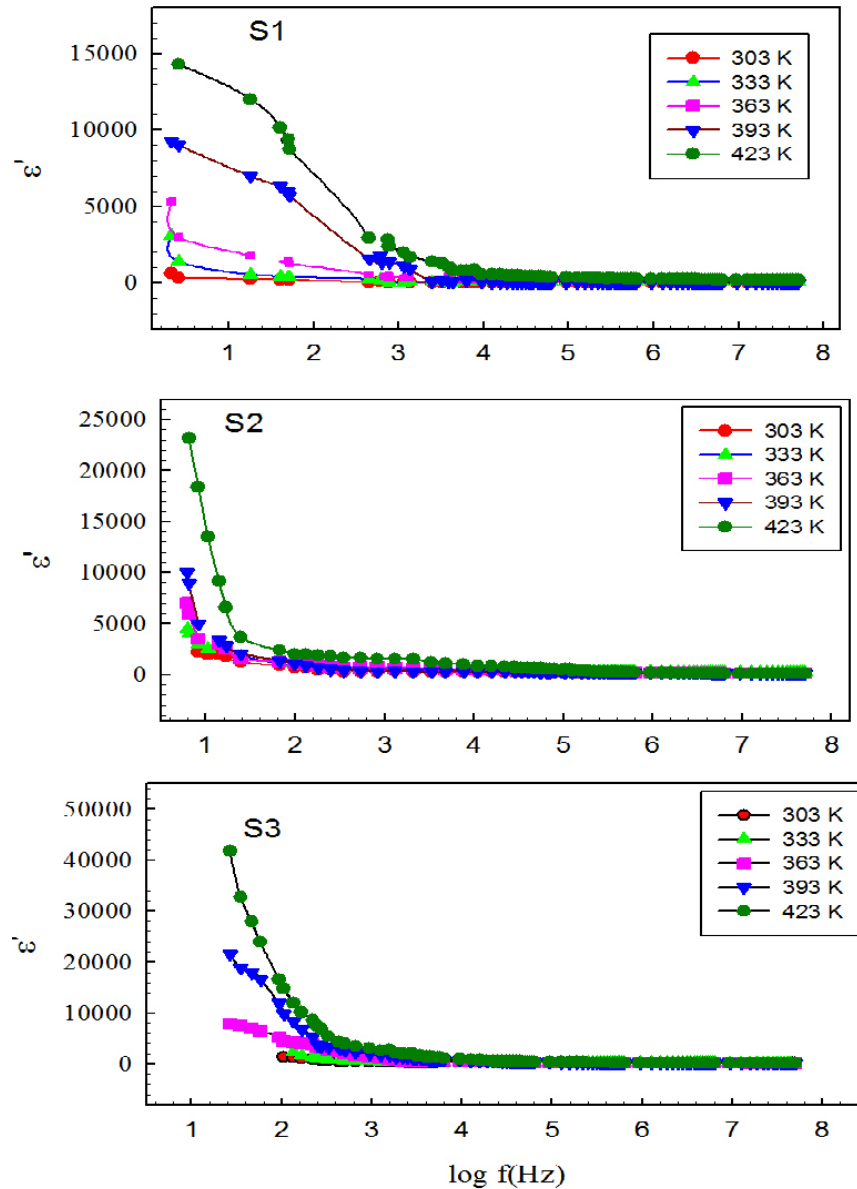 S1
15000
10000
5000
0
ε'
303 K
333 K
363 K
393 K
423 K
1 2 3 4 5 6 7 8
S2
25000
20000
15000
10000
5000
0
ε'
303 K
333 K
363 K
393 K
423 K
1 2 3 4 5 6 7 8
S3
50000
40000
30000
20000
10000
0
ε'
303 K
333 K
363 K
393 K
423 K
1 2 3 4 5 6 7 8
log f(Hz)